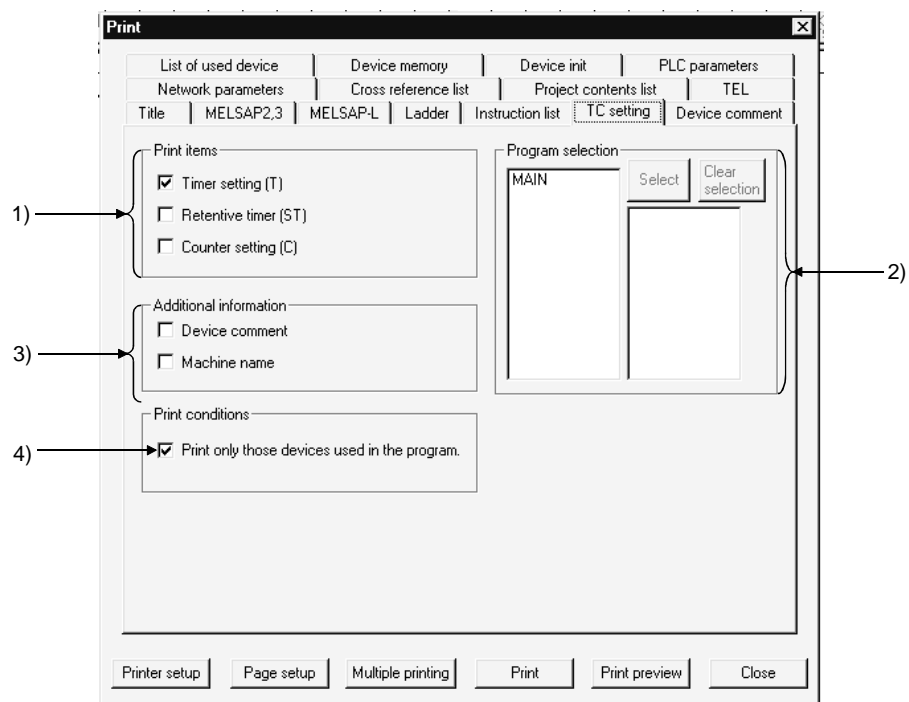 Print
List of used device Device memory Device init PLC parameters
Network parameters Cross reference list Project contents list TEL
Title MELSAP2,3 MELSAP-L Ladder Instruction list TC setting Device comment
Print items
Timer setting (T)
Retentive timer (ST)
Counter setting (C)
1)
Program selection
MAIN
Select
Clear
selection
2)
Additional information
Device comment
Machine name
3)
Print conditions
Print only those devices used in the program.
4)
Printer setup Page setup Multiple printing Print Print preview Close